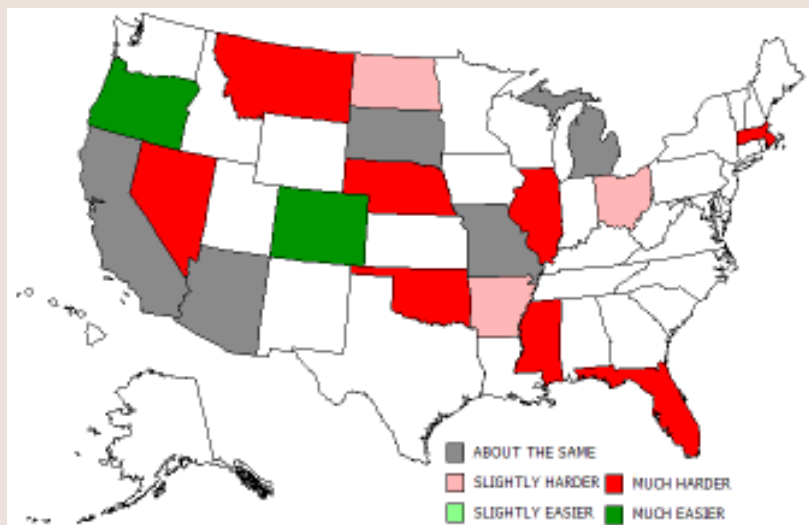 ABOUT THE SAME
SLIGHTLY HARDER MUCH HARDER
SLIGHTLY EASIER MUCH EASIER